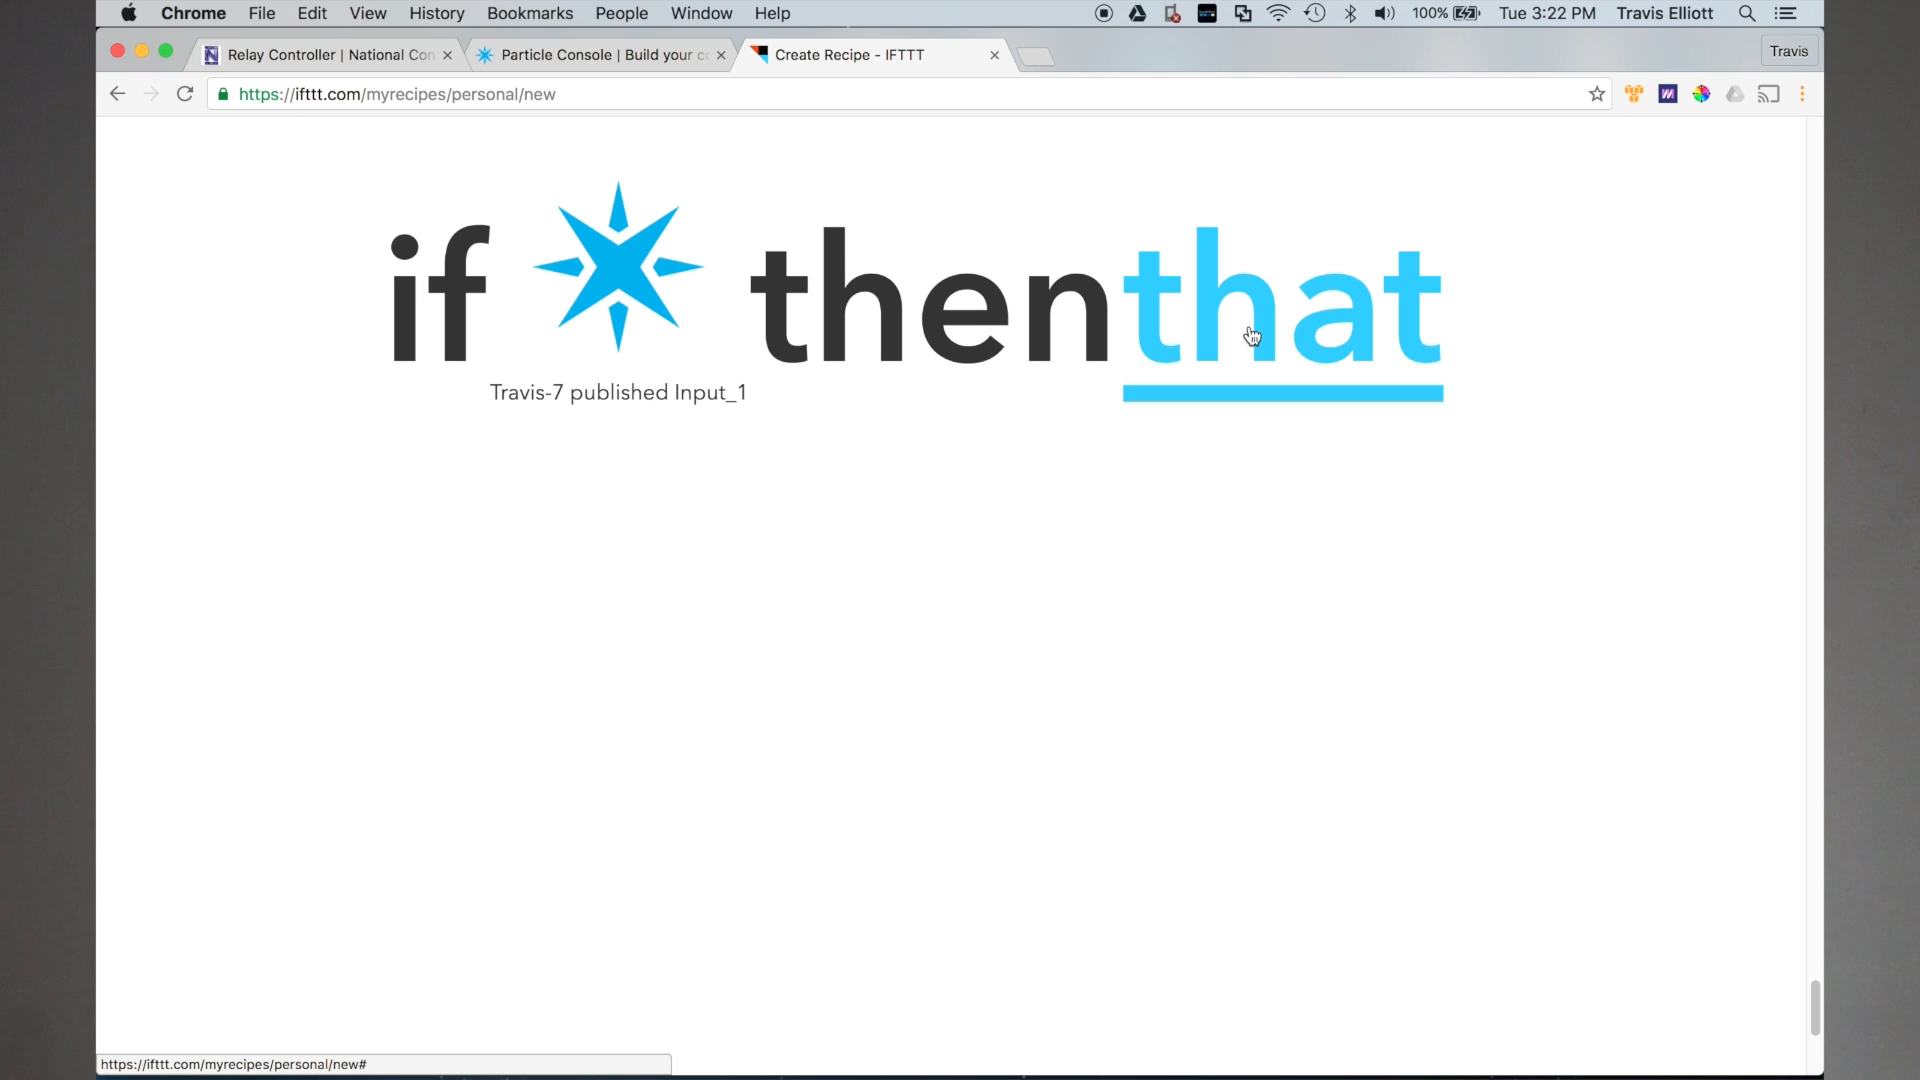 Chrome File Edit View History Bookmarks People Window Help 100% Tue 3:22 PM Travis Elliott
Relay Controller | National Con Particle Console | Build your c Create Recipe - IFTTT Travis
https://ifttt.com/myrecipes/personal/new
if thenthat
Travis-7 published Input_1
https://ifttt.com/myrecipes/personal/new#